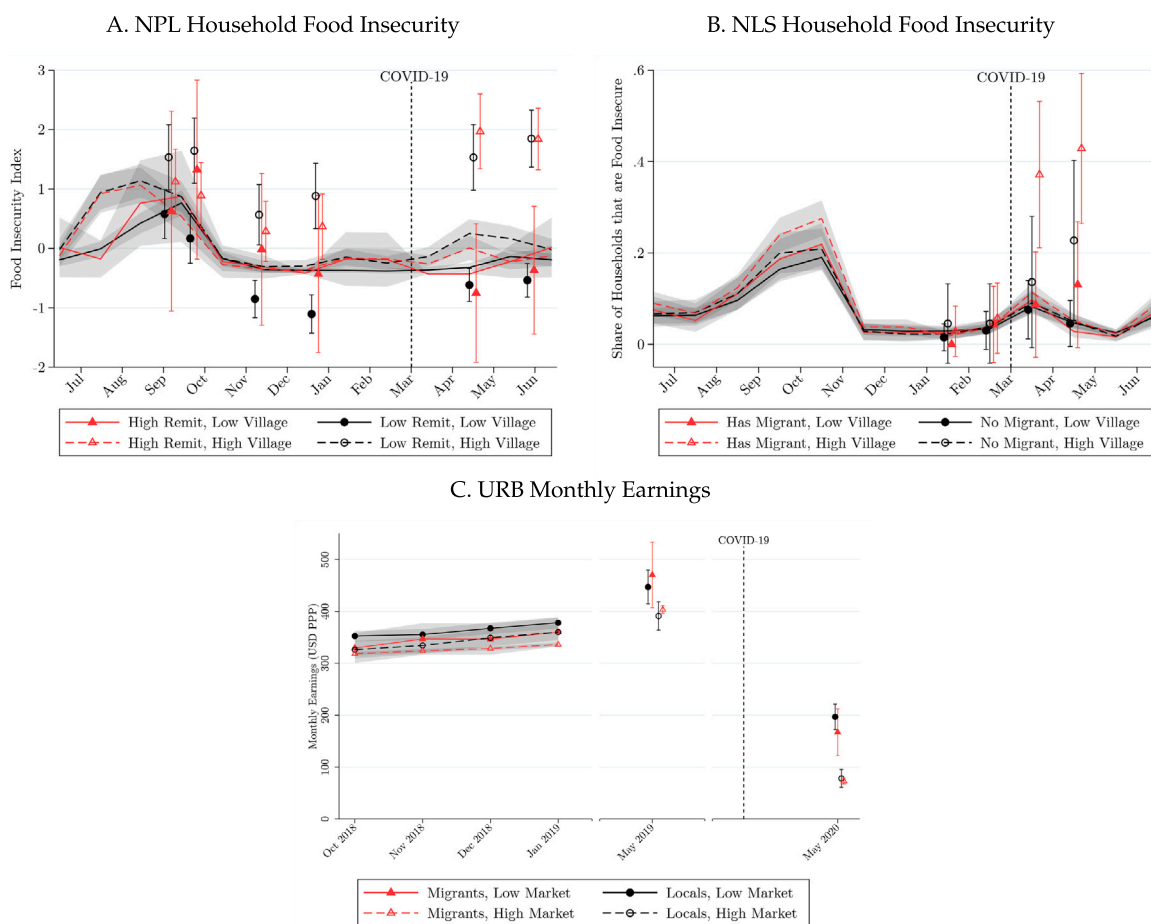 A. NPL Household Food Insecurity
COVID-19
Food Insecurity Index
3
2
1
0
-1
-2
Jul Aug Sep Oct Nov Dec Jan Feb Mar Apr May Jun
High Remit, Low Village Low Remit, Low Village
High Remit, High Village Low Remit, High Village
B. NLS Household Food Insecurity
COVID-19
Share of Households that are Food Insecure
.6
.4
.2
0
Jul Aug Sep Oct Nov Dec Jan Feb Mar Apr May Jun
Has Migrant, Low Village No Migrant, Low Village
Has Migrant, High Village No Migrant, High Village
C. URB Monthly Earnings
COVID-19
Monthly Earnings (USD PPP)
500
400
300
200
100
0
Oct 2018 Nov 2018 Dec 2018 Jan 2019 May 2019 May 2020
Migrants, Low Market Locals, Low Market
Migrants, High Market Locals, High Market